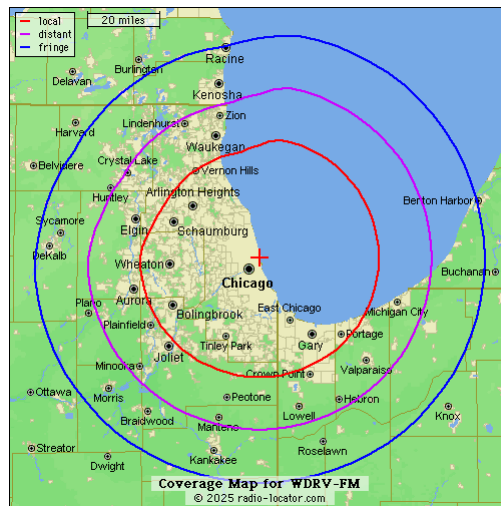 local
distant
fringe
20 miles
Racine
Burlington
Delavan
Kenosha
Zion
Lindenhurst
Harvard
Waukegan
Crystal Lake
Belvidere
Vernon Hills
Huntley
Arlington Heights
Benton Harbor
Sycamore
Elgin
Schaumburg
DeKalb
Wheaton
Chicago
Buchanan
Aurora
Plano
Bolingbrook
East Chicago
Michigan City
Plainfield
Tinley Park
Gary
Portage
Joliet
Minooka
Crown Point
Valparaiso
Morris
Ottawa
Peotone
Hebron
Lowell
Knox
Braidwood
Manteno
Streator
Roselawn
Dwight
Kankakee
Coverage Map for WDRV-FM
© 2025 radio-locator.com